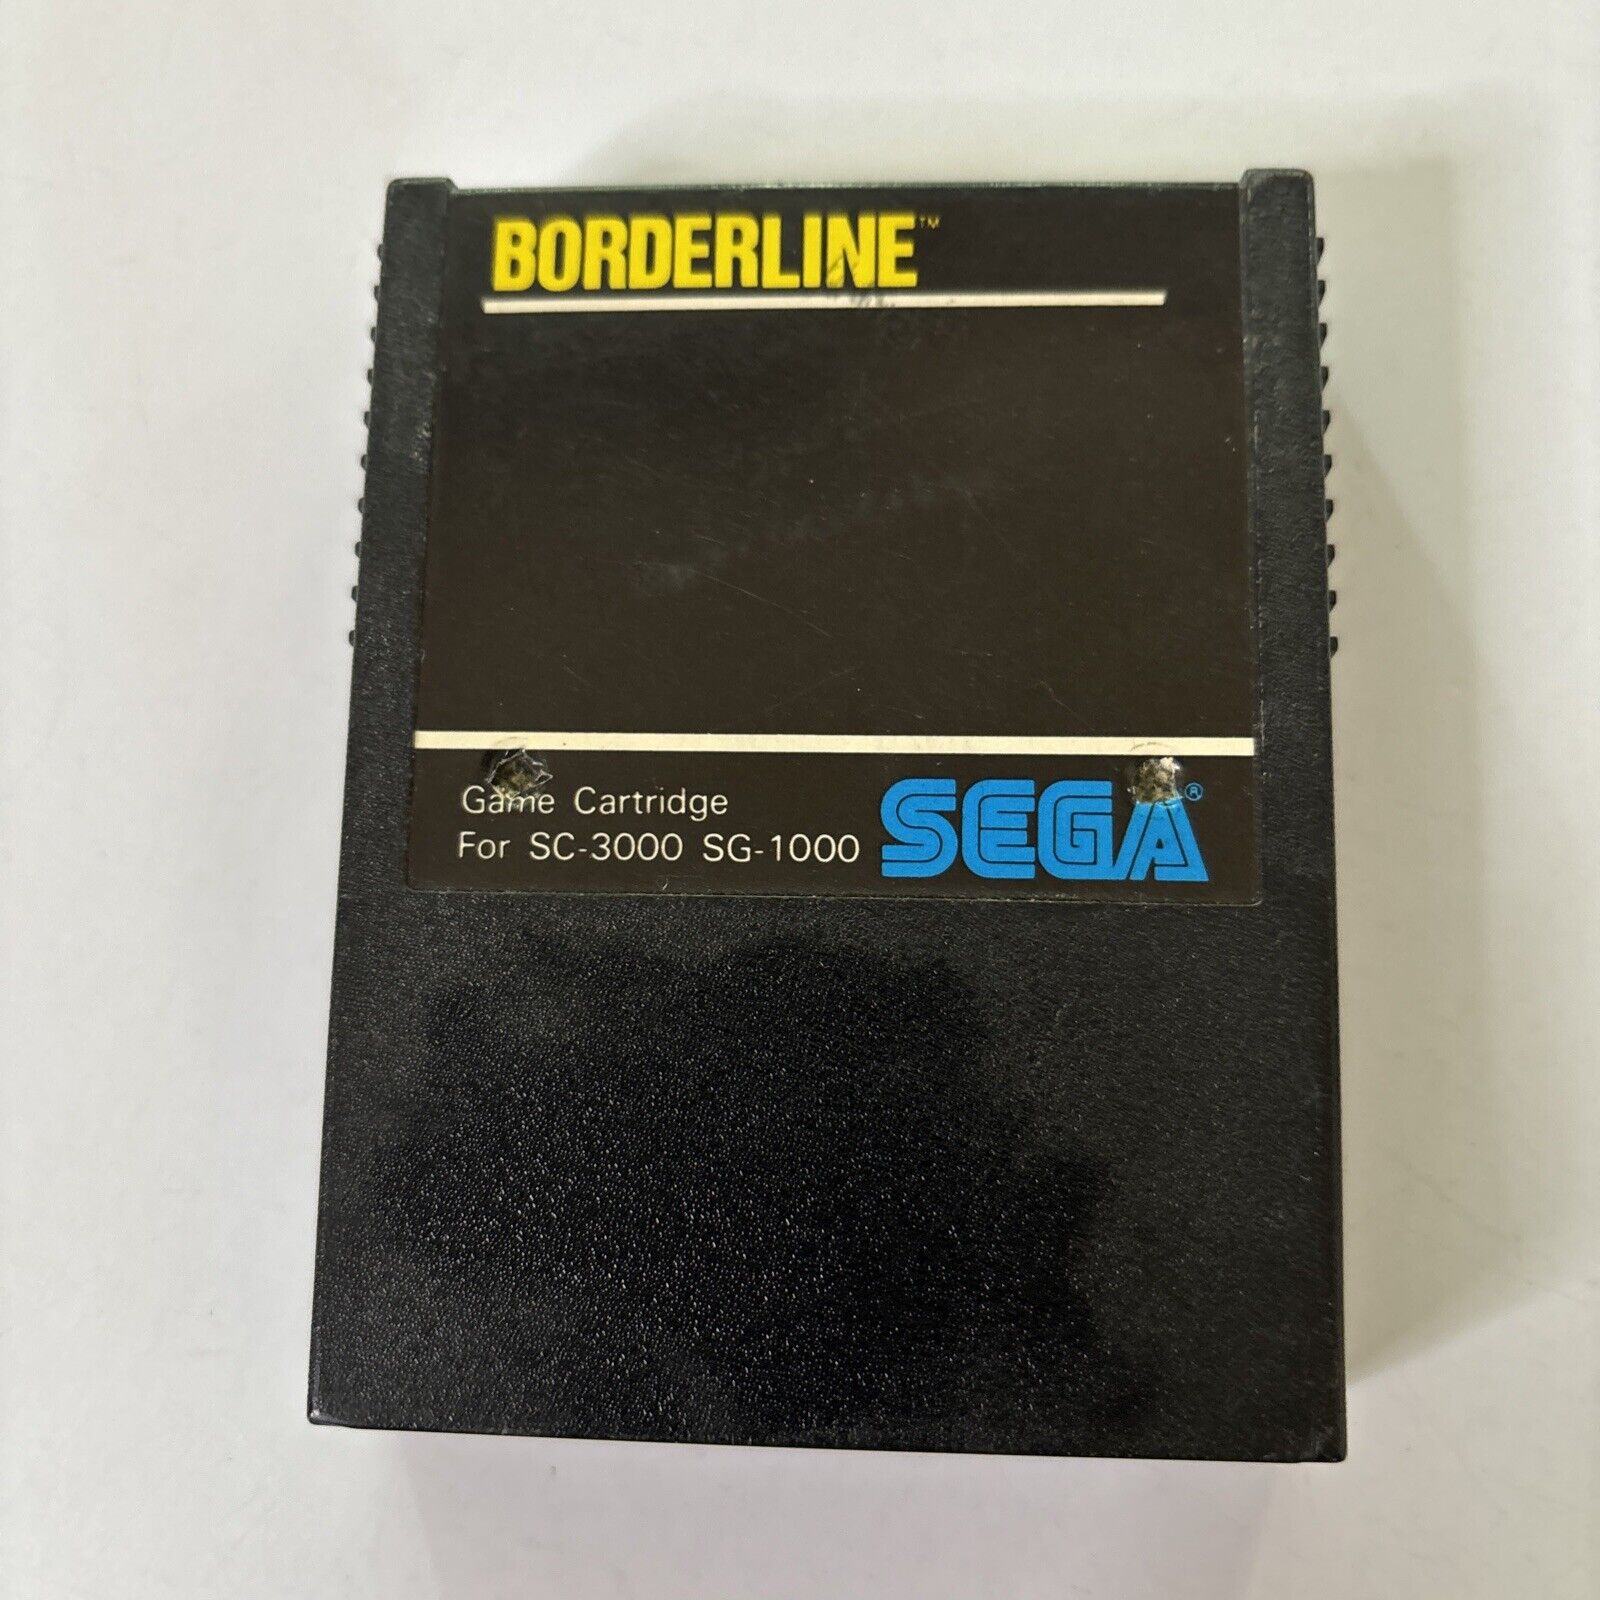 BORDERLINE™
Game Cartridge
For SC-3000 SG-1000
SEGA®